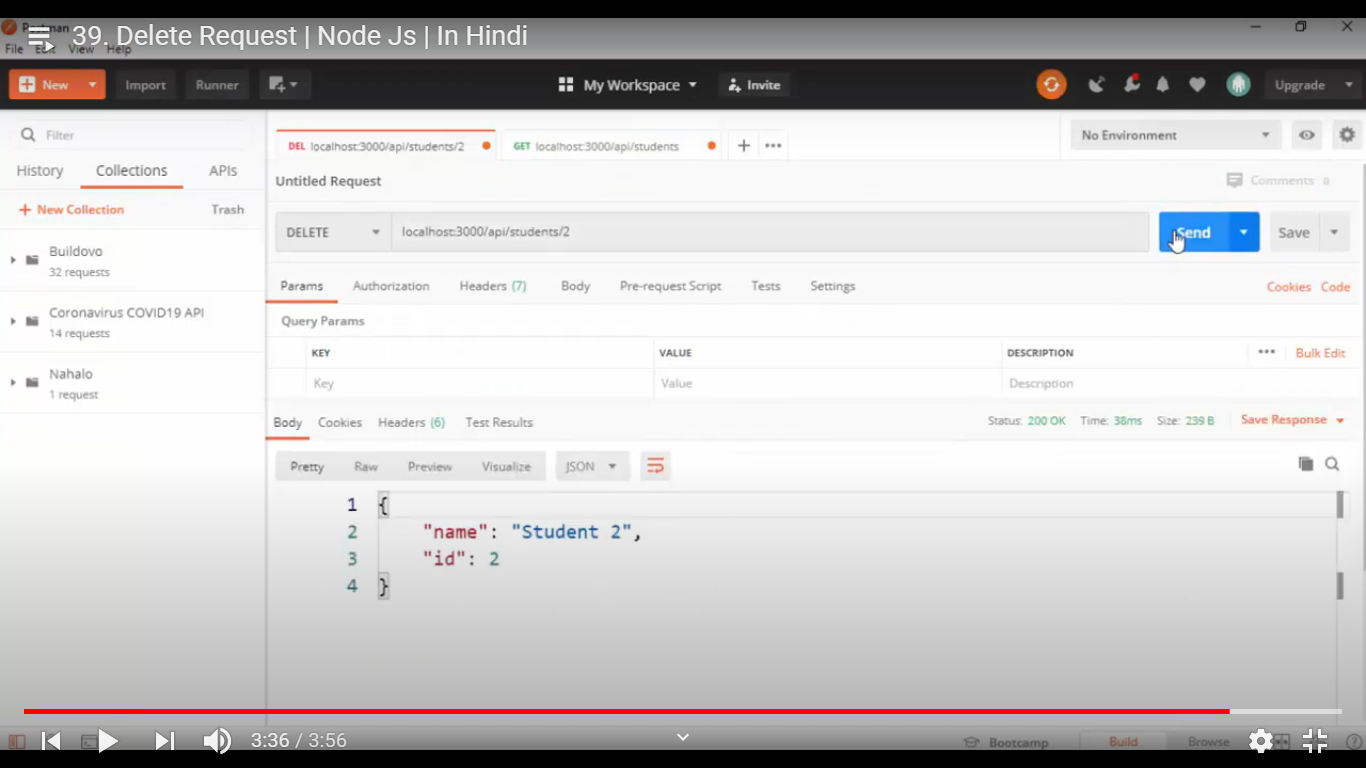 Postman
39. Delete Request | Node Js | In Hindi
File Edit View Help
New Import Runner My Workspace Invite Upgrade
Filter
DEL localhost:3000/api/students/2 GET localhost:3000/api/students No Environment
History Collections APIs
Untitled Request Comments 0
+ New Collection Trash
DELETE localhost:3000/api/students/2 Send Save
Buildovo
32 requests
Params Authorization Headers (7) Body Pre-request Script Tests Settings Cookies Code
Coronavirus COVID19 API
14 requests
Query Params
KEY VALUE DESCRIPTION Bulk Edit
Nahalo
1 request
Key Value Description
Body Cookies Headers (6) Test Results Status: 200 OK Time: 38ms Size: 239 B Save Response
Pretty Raw Preview Visualize JSON
1 {
2 "name": "Student 2",
3 "id": 2
4 }
3:36 / 3:56 Bootcamp Build Browse